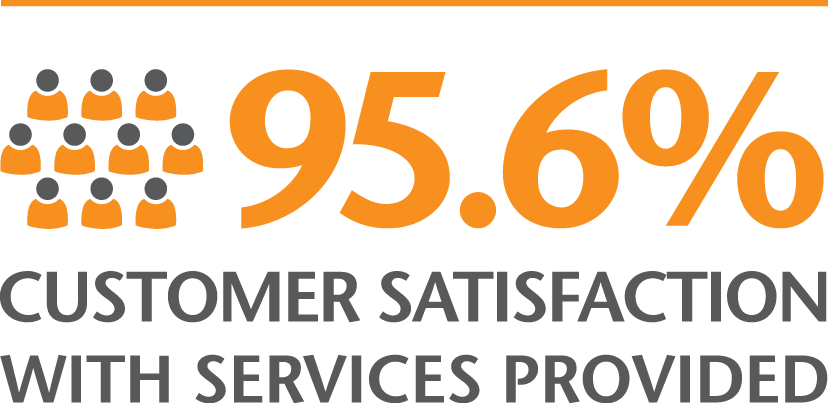 95.6%
CUSTOMER SATISFACTION
WITH SERVICES PROVIDED